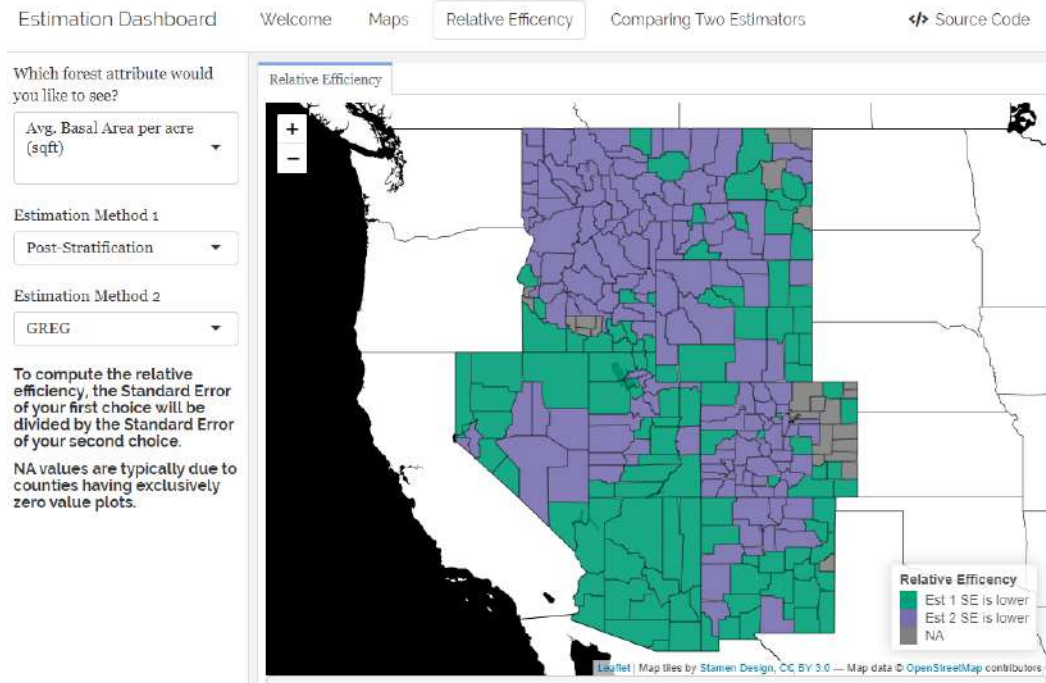 Estimation Dashboard
Welcome
Maps
Relative Efficency
Comparing Two Estimators
</> Source Code
Which forest attribute would
you like to see?
Avg. Basal Area per acre
(sqft)
Estimation Method 1
Post-Stratification
Estimation Method 2
GREG
To compute the relative
efficiency, the Standard Error
of your first choice will be
divided by the Standard Error
of your second choice.
NA values are typically due to
counties having exclusively
zero value plots.
Relative Efficiency
+
−
Relative Efficency
Est 1 SE is lower
Est 2 SE is lower
NA
Leaflet | Map tiles by Stamen Design, CC BY 3.0 — Map data © OpenStreetMap contributors